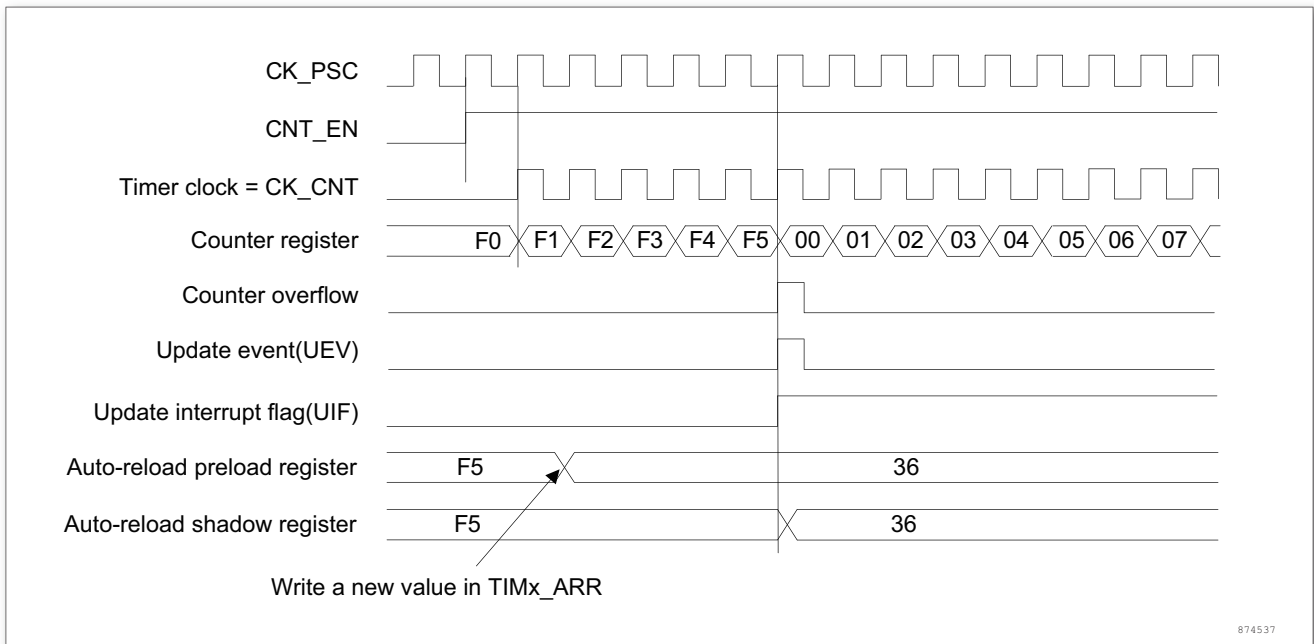 CK_PSC
CNT_EN
Timer clock = CK_CNT
Counter register F0 F1 F2 F3 F4 F5 00 01 02 03 04 05 06 07
Counter overflow
Update event(UEV)
Update interrupt flag(UIF)
Auto-reload preload register F5 36
Auto-reload shadow register F5 36
Write a new value in TIMx_ARR
874537